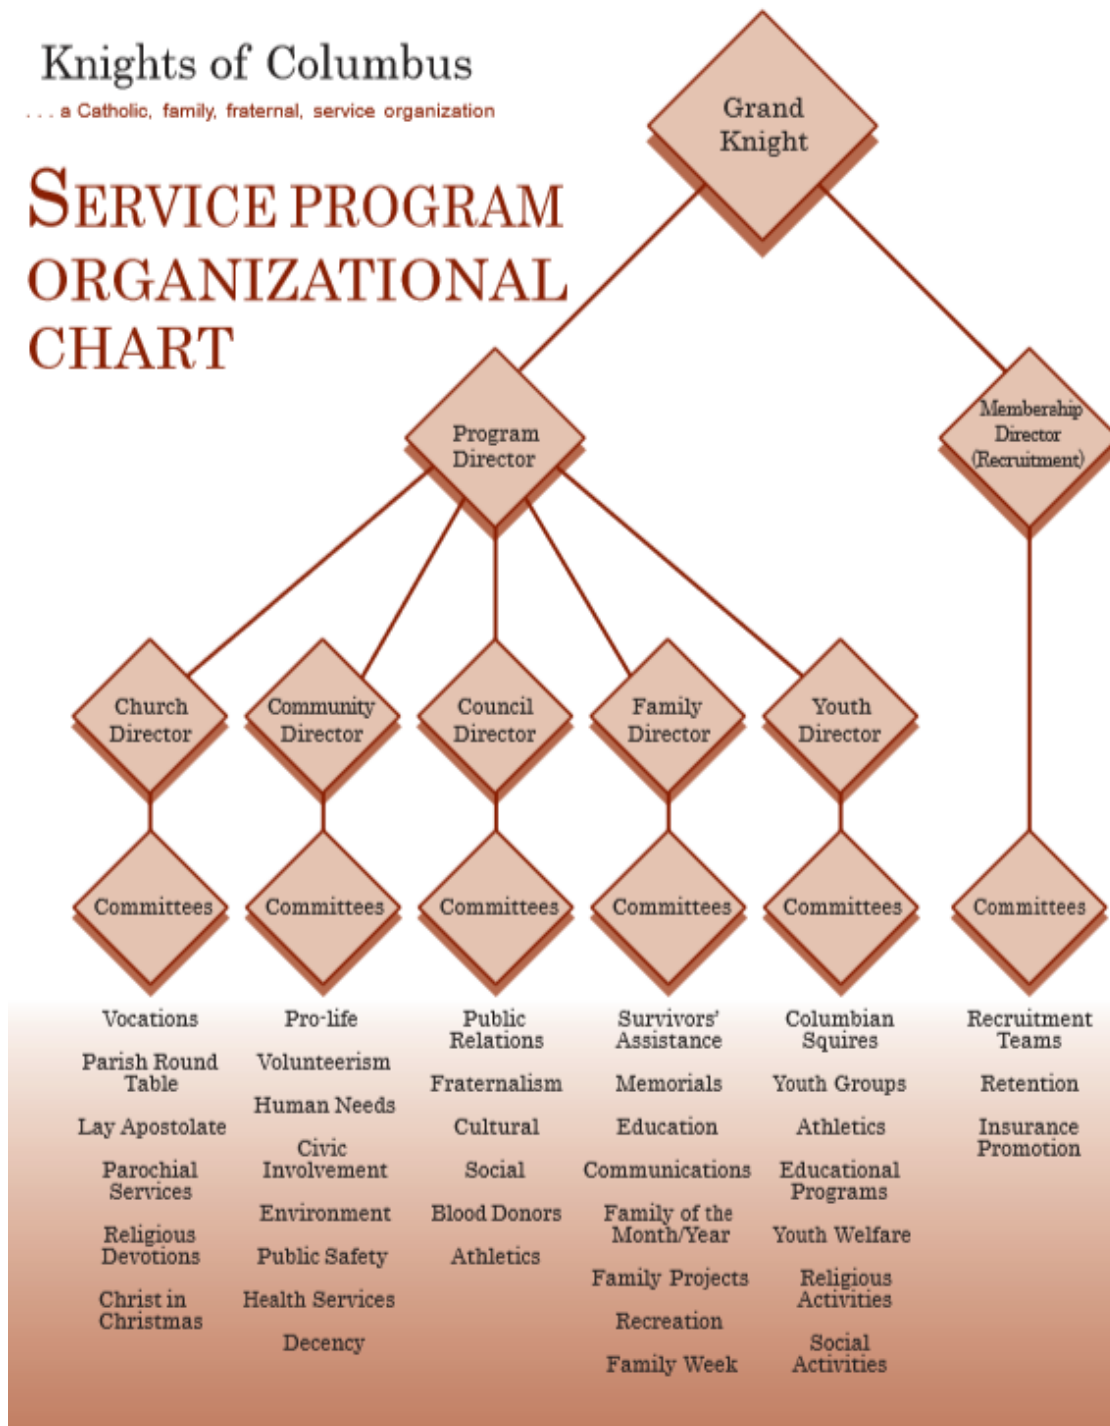 Knights of Columbus
. . . a Catholic, family, fraternal, service organization
SERVICE PROGRAM
ORGANIZATIONAL
CHART
Grand
Knight
Program
Director
Membership
Director
(Recruitment)
Church
Director
Community
Director
Council
Director
Family
Director
Youth
Director
Committees
Committees
Committees
Committees
Committees
Committees
Vocations
Parish Round
Table
Lay Apostolate
Parochial
Services
Religious
Devotions
Christ in
Christmas
Pro-life
Volunteerism
Human Needs
Civic
Involvement
Environment
Public Safety
Health Services
Decency
Public
Relations
Fraternalism
Cultural
Social
Blood Donors
Athletics
Survivors'
Assistance
Memorials
Education
Communications
Family of the
Month/Year
Family Projects
Recreation
Family Week
Columbian
Squires
Youth Groups
Athletics
Educational
Programs
Youth Welfare
Religious
Activities
Social
Activities
Recruitment
Teams
Retention
Insurance
Promotion